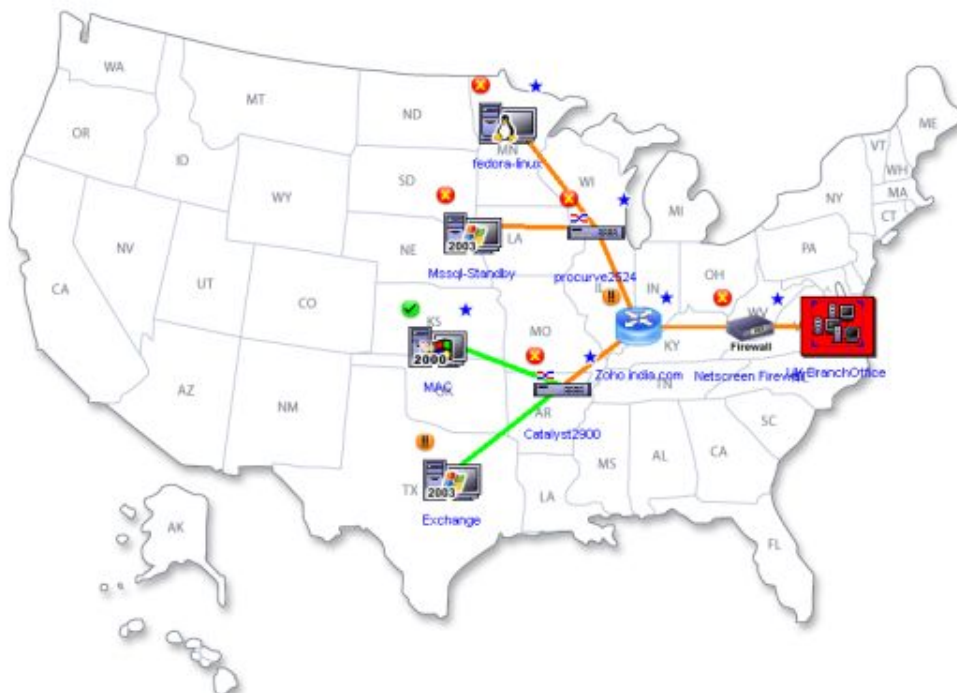 WA
MT
ND
ME
OR
MN
fedora-linux
VT
WH
ID
SD
WI
NY
MA
WY
MI
CT
2003
LA
NE
Mssql-Standby
procurve2524
PA
NV
UT
IL
IN
OH
CA
CO
KS
MO
WV
2000
KY
Firewall
MAC
Zoho india.com
Netscreen Firewall
BranchOffice
TN
AZ
NM
AR
SC
Catalyst2900
MS
AL
CA
TX
2003
LA
Exchange
AK
FL